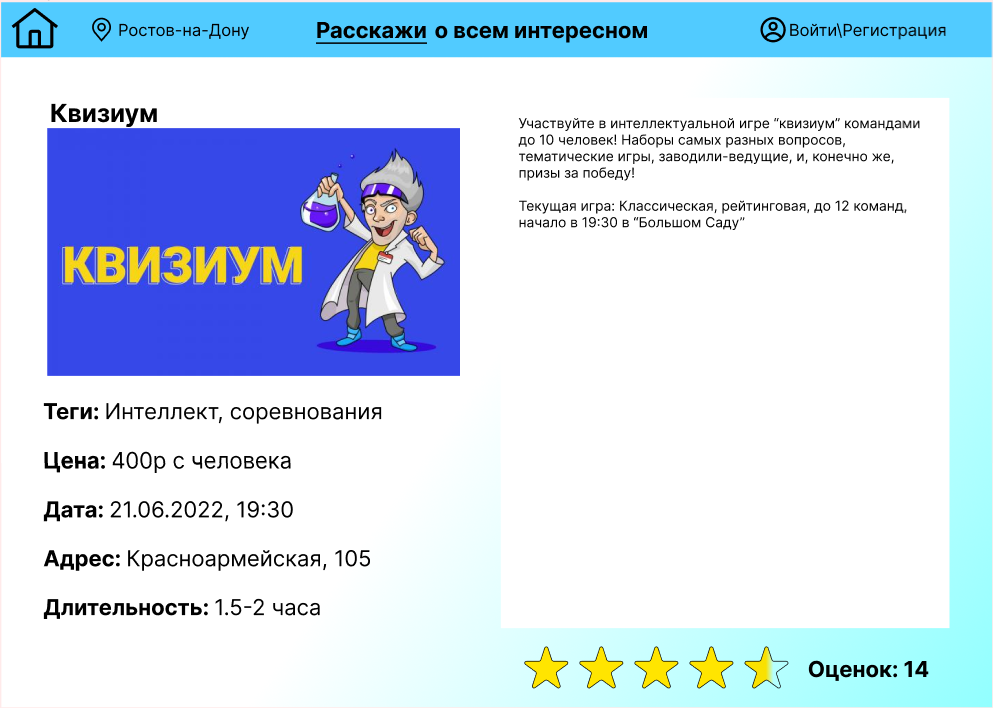 Ростов-на-Дону
Расскажи о всем интересном
Войти\Регистрация
Квизиум
КВИЗИУМ
Теги: Интеллект, соревнования
Цена: 400р с человека
Дата: 21.06.2022, 19:30
Адрес: Красноармейская, 105
Длительность: 1.5-2 часа
Участвуйте в интеллектуальной игре “квизиум” командами
до 10 человек! Наборы самых разных вопросов,
тематические игры, заводили-ведущие, и, конечно же,
призы за победу!
Текущая игра: Классическая, рейтинговая, до 12 команд,
начало в 19:30 в “Большом Саду”
Оценок: 14